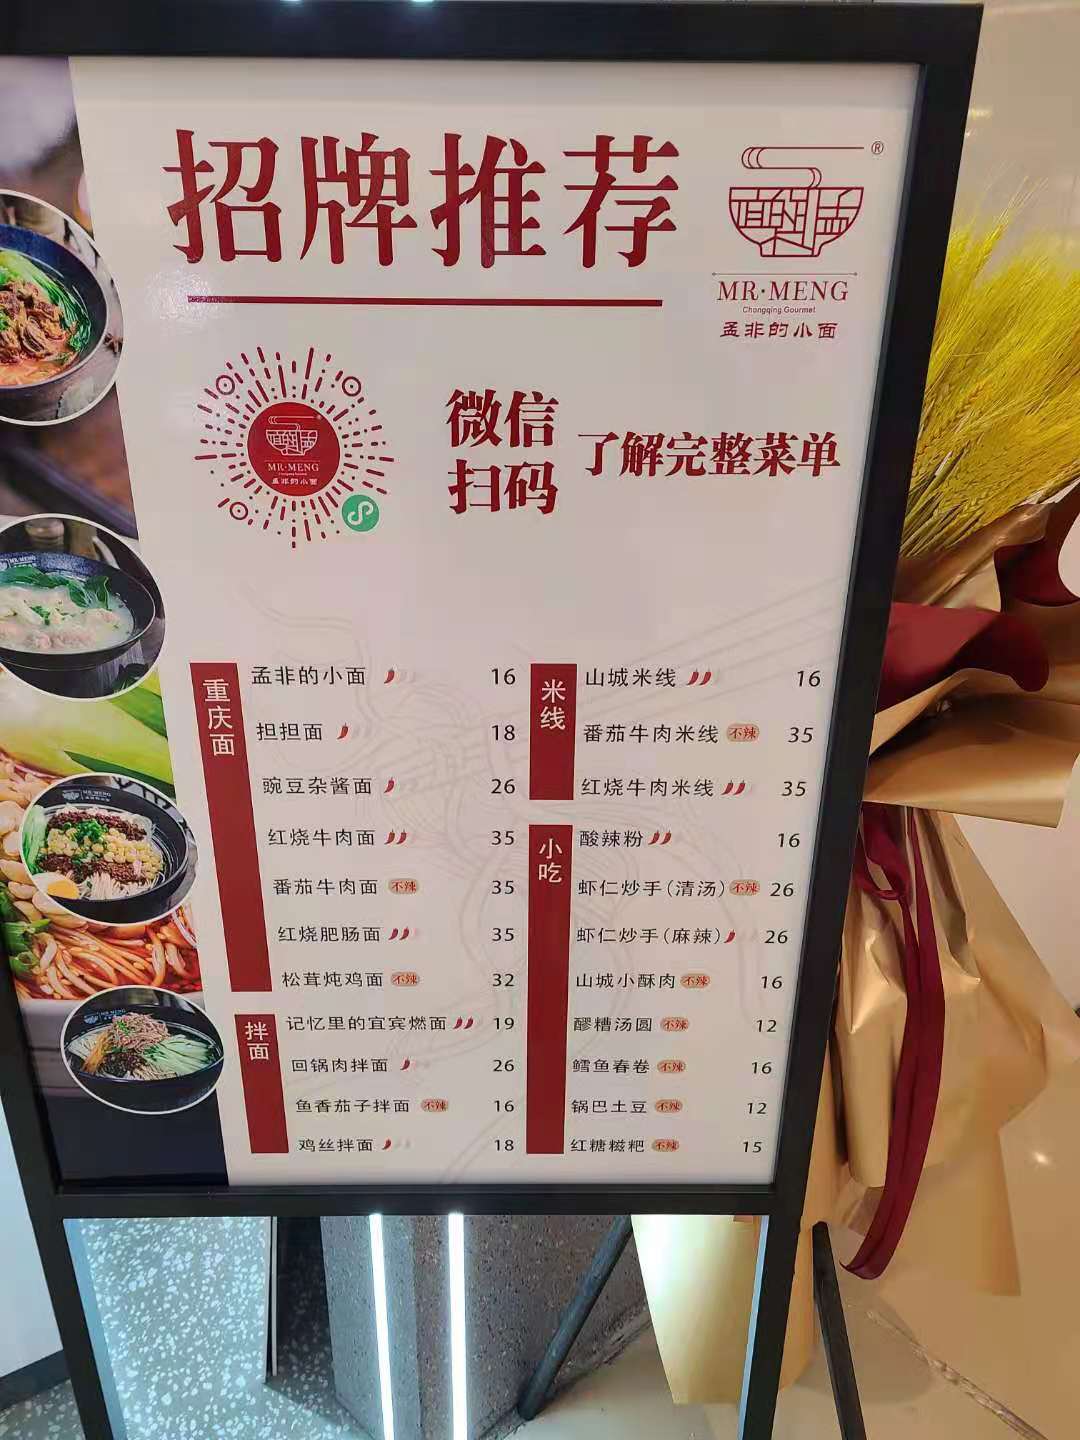 招牌推荐
®
MR·MENG
Chongqing Gourmet
孟非的小面
MR·MENG
孟非的小面
微信
扫码
了解完整菜单
重庆面
孟非的小面 16
担担面 18
豌豆杂酱面 26
红烧牛肉面 35
番茄牛肉面 不辣 35
红烧肥肠面 35
松茸炖鸡面 不辣 32
拌面
记忆里的宜宾燃面 19
回锅肉拌面 26
鱼香茄子拌面 不辣 16
鸡丝拌面 18
米线
山城米线 16
番茄牛肉米线 不辣 35
红烧牛肉米线 35
小吃
酸辣粉 16
虾仁炒手(清汤) 不辣 26
虾仁炒手(麻辣) 26
山城小酥肉 不辣 16
醪糟汤圆 不辣 12
鳕鱼春卷 不辣 16
锅巴土豆 不辣 12
红糖糍粑 不辣 15